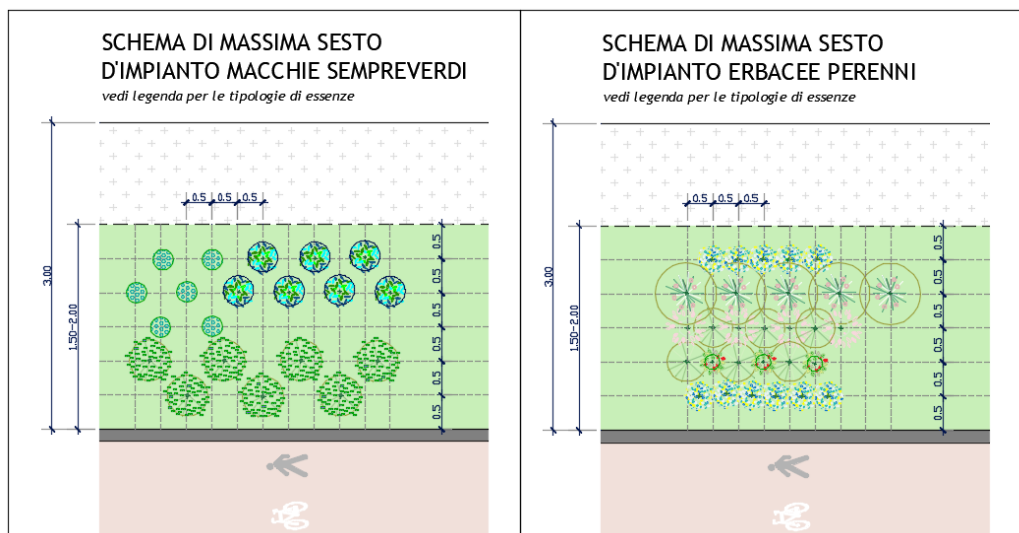 SCHEMA DI MASSIMA SESTO
D'IMPIANTO MACCHIE SEMPREVERDI
vedi legenda per le tipologie di essenze
0.5 0.5 0.5
3.00
1.50-2.00
0.5
0.5
0.5
0.5
0.5
0.5
SCHEMA DI MASSIMA SESTO
D'IMPIANTO ERBACEE PERENNI
vedi legenda per le tipologie di essenze
0.5 0.5 0.5
3.00
1.50-2.00
0.5
0.5
0.5
0.5
0.5
0.5